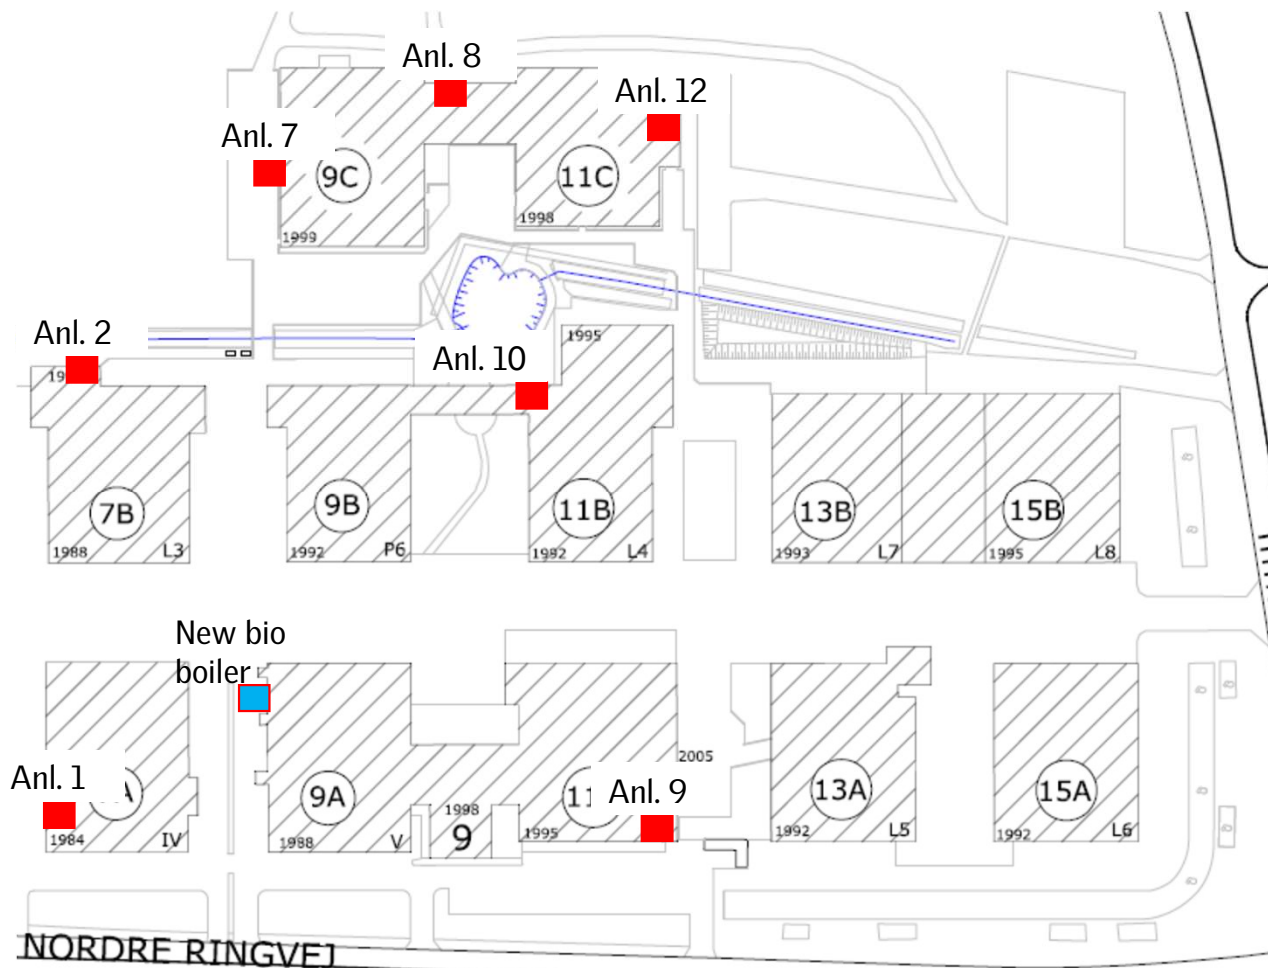 Anl. 8
Anl. 12
Anl. 7
9C
11C
1998
1999
Anl. 2
1995
Anl. 10
7B
9B
11B
13B
15B
1988
L3
1992
P6
1992
L4
1993
L7
1995
L8
New bio
boiler
2005
Anl. 1
9A
Anl. 9
13A
15A
1984
IV
1988
V
1998
9
1995
1992
L5
1992
L6
NORDRE RINGVEJ